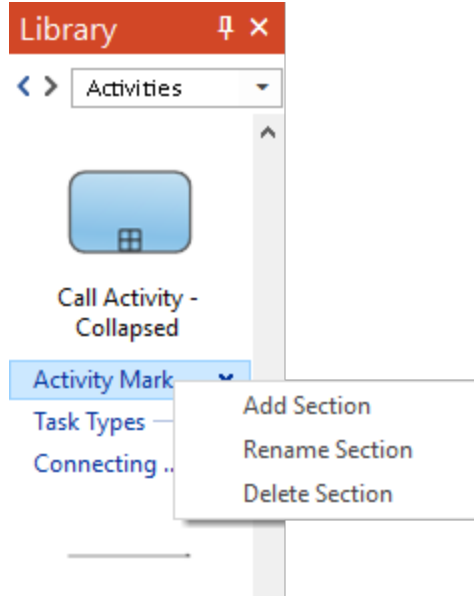 Library
Activities
Call Activity -
Collapsed
Activity Mark
Task Types
Connecting ..
Add Section
Rename Section
Delete Section